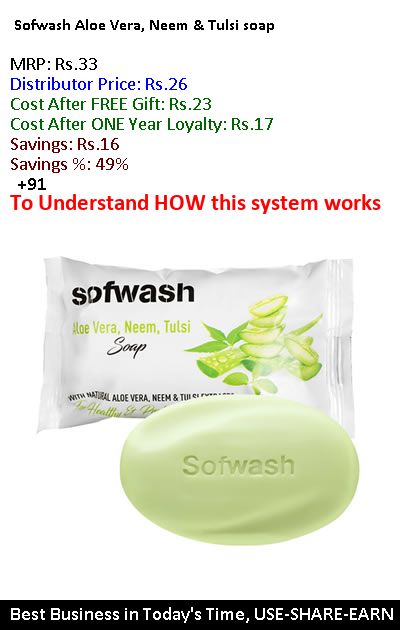 Sofwash Aloe Vera, Neem & Tulsi soap
MRP: Rs.33
Distributor Price: Rs.26
Cost After FREE Gift: Rs.23
Cost After ONE Year Loyalty: Rs.17
Savings: Rs.16
Savings %: 49%
+91
To Understand HOW this system works
sofwash
Aloe Vera, Neem, Tulsi
Soap
WITH NATURAL ALOE VERA, NEEM & TULSI
For Healthy &
Sofwash
Best Business in Today's Time, USE-SHARE-EARN